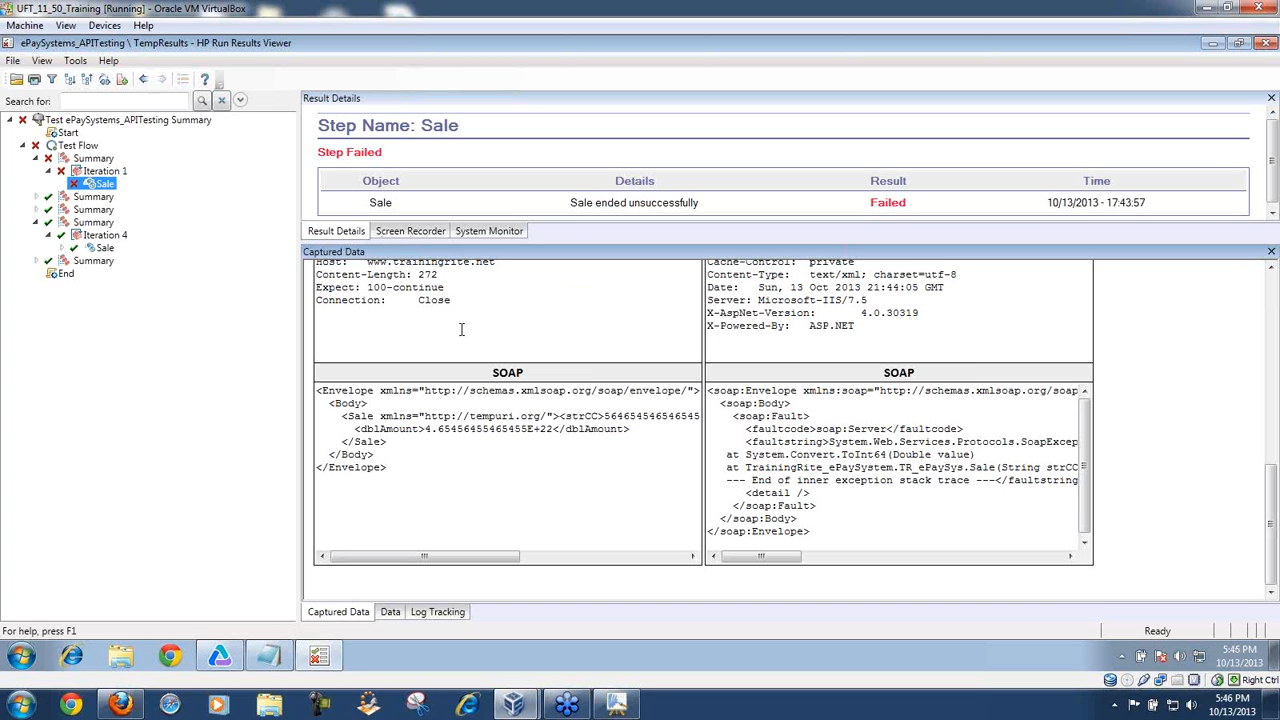 UFT_11_50_Training [Running] - Oracle VM VirtualBox
Machine View Devices Help
ePaySystems_APITesting \ TempResults - HP Run Results Viewer
File View Tools Help
Search for:
Test ePaySystems_APITesting Summary
Start
Test Flow
Summary
Iteration 1
Sale
Summary
Summary
Summary
Iteration 4
Sale
Summary
End
Result Details
Step Name: Sale
Step Failed
Object Details Result Time
Sale Sale ended unsuccessfully Failed 10/13/2013 - 17:43:57
Result Details Screen Recorder System Monitor
Captured Data
Host: www.trainingrite.net
Content-Length: 272
Expect: 100-continue
Connection: Close
SOAP
<Envelope xmlns="http://schemas.xmlsoap.org/soap/envelope/">
<Body>
<Sale xmlns="http://tempuri.org/"><strCC>564654546546545
<dblAmount>4.65456455465455E+22</dblAmount>
</Sale>
</Body>
</Envelope>
Cache-Control: private
Content-Type: text/xml; charset=utf-8
Date: Sun, 13 Oct 2013 21:44:05 GMT
Server: Microsoft-IIS/7.5
X-AspNet-Version: 4.0.30319
X-Powered-By: ASP.NET
SOAP
<soap:Envelope xmlns:soap="http://schemas.xmlsoap.org/soap
<soap:Body>
<soap:Fault>
<faultcode>soap:Server</faultcode>
<faultstring>System.Web.Services.Protocols.SoapExcep
at System.Convert.ToInt64(Double value)
at TrainingRite_ePaySystem.TR_ePaySys.Sale(String strCC
--- End of inner exception stack trace ---</faultstring
<detail />
</soap:Fault>
</soap:Body>
</soap:Envelope>
Captured Data Data Log Tracking
For help, press F1
Ready
5:45 PM
10/13/2013
Right Ctrl
5:46 PM
10/13/2013